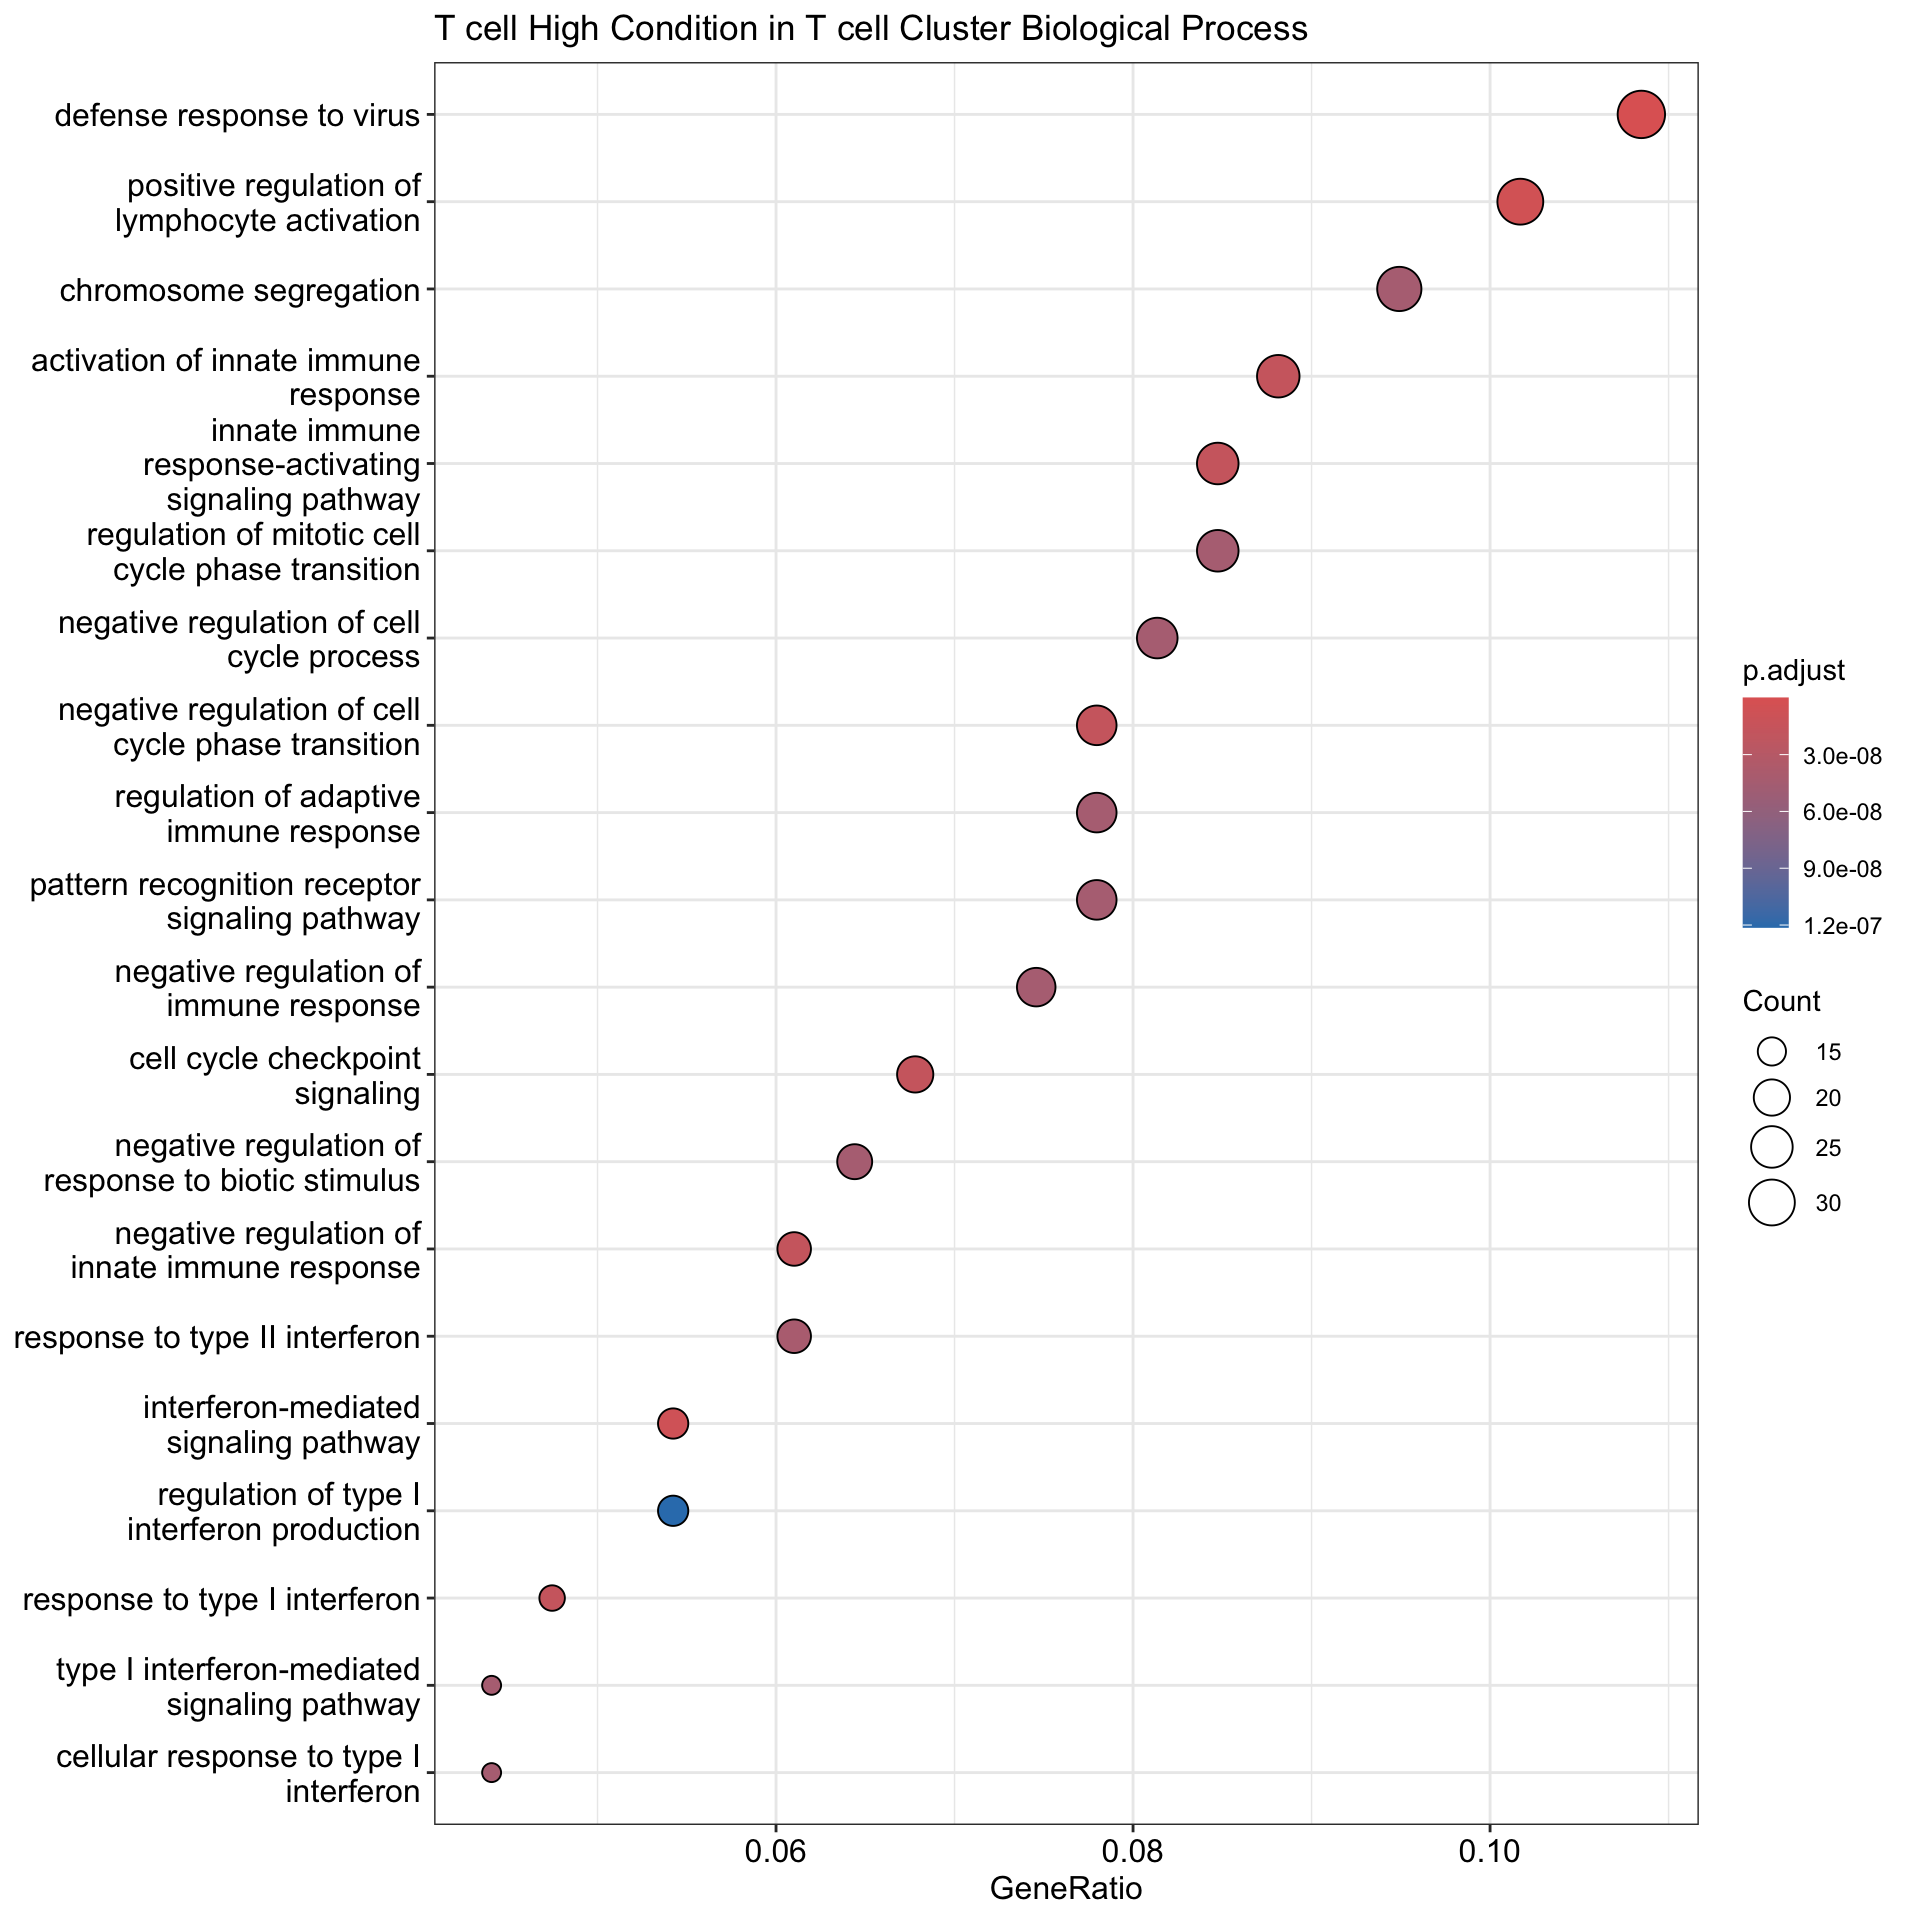 T cell High Condition in T cell Cluster Biological Process
defense response to virus
positive regulation of
lymphocyte activation
chromosome segregation
activation of innate immune
response
innate immune
response-activating
signaling pathway
regulation of mitotic cell
cycle phase transition
negative regulation of cell
cycle process
negative regulation of cell
cycle phase transition
regulation of adaptive
immune response
pattern recognition receptor
signaling pathway
negative regulation of
immune response
cell cycle checkpoint
signaling
negative regulation of
response to biotic stimulus
negative regulation of
innate immune response
response to type II interferon
interferon-mediated
signaling pathway
regulation of type I
interferon production
response to type I interferon
type I interferon-mediated
signaling pathway
cellular response to type I
interferon
0.06 0.08 0.10
GeneRatio
p.adjust
3.0e-08
6.0e-08
9.0e-08
1.2e-07
Count
15
20
25
30